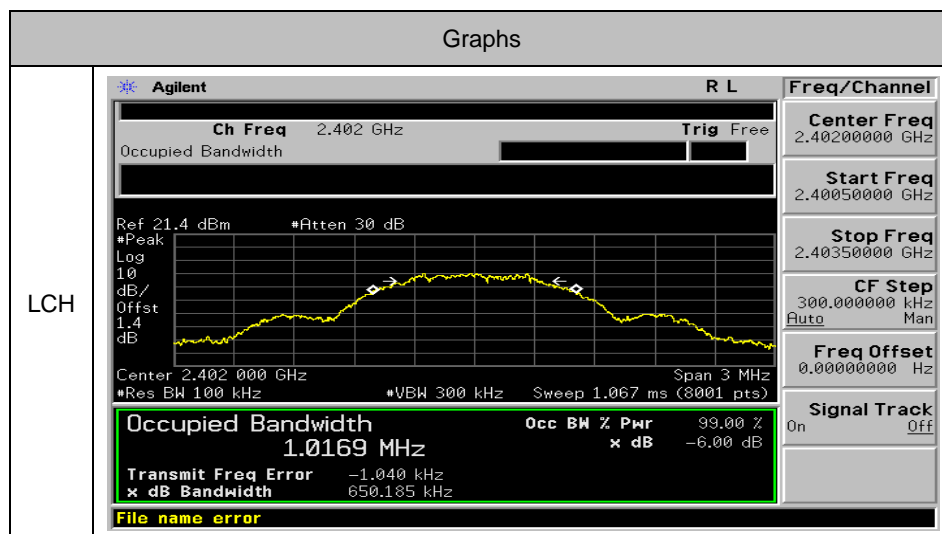 Graphs
LCH
Agilent R L
Ch Freq 2.402 GHz Trig Free
Occupied Bandwidth
Ref 21.4 dBm #Atten 30 dB
#Peak
Log
10
dB/
Offst
1.4
dB
Center 2.402 000 GHz Span 3 MHz
#Res BW 100 kHz #VBW 300 kHz Sweep 1.067 ms (8001 pts)
Occupied Bandwidth Occ BW % Pwr 99.00 %
1.0169 MHz x dB -6.00 dB
Transmit Freq Error -1.040 kHz
x dB Bandwidth 650.185 kHz
File name error
Freq/Channel
Center Freq
2.40200000 GHz
Start Freq
2.40050000 GHz
Stop Freq
2.40350000 GHz
CF Step
300.000000 kHz
Auto Man
Freq Offset
0.00000000 Hz
Signal Track
On Off